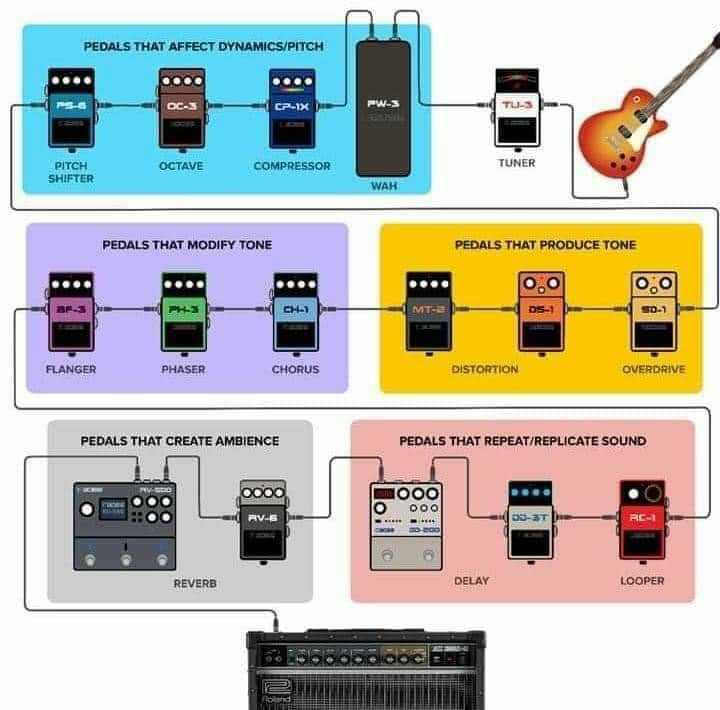 PEDALS THAT AFFECT DYNAMICS/PITCH
PS-6
OC-3
CP-1X
PW-3
TU-3
PITCH
SHIFTER
OCTAVE
COMPRESSOR
WAH
TUNER
PEDALS THAT MODIFY TONE
PEDALS THAT PRODUCE TONE
BF-3
PH-3
CH-1
MT-2
DS-1
SD-1
FLANGER
PHASER
CHORUS
DISTORTION
OVERDRIVE
PEDALS THAT CREATE AMBIENCE
PEDALS THAT REPEAT/REPLICATE SOUND
BOSS
RV-500
RV-6
BOSS
DD-200
DD-3T
RC-1
REVERB
DELAY
LOOPER
Roland